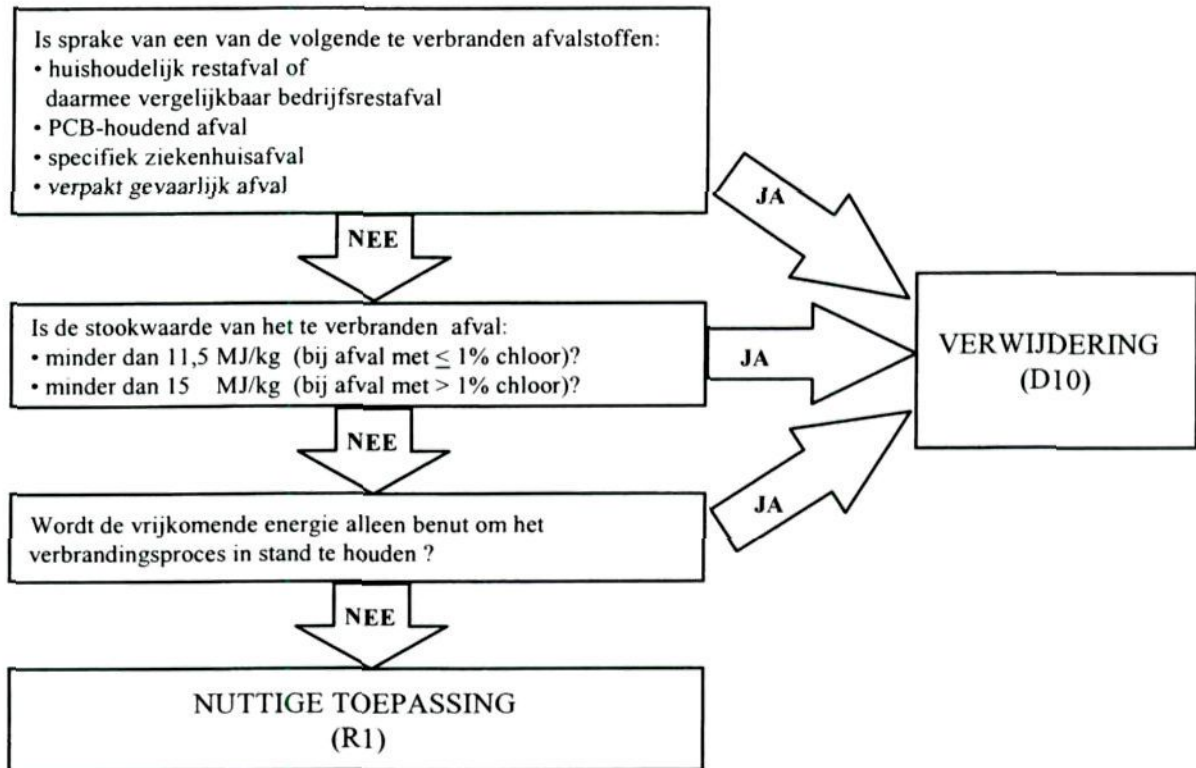 Is sprake van een van de volgende te verbranden afvalstoffen:
• huishoudelijk restafval of
daarmee vergelijkbaar bedrijfsrestafval
• PCB-houdend afval
• specifiek ziekenhuisafval
• verpakt gevaarlijk afval
JA
NEE
Is de stookwaarde van het te verbranden afval:
• minder dan 11,5 MJ/kg (bij afval met ≤ 1% chloor)?
• minder dan 15 MJ/kg (bij afval met > 1% chloor)?
JA
VERWIJDERING
(D10)
NEE
Wordt de vrijkomende energie alleen benut om het
verbrandingsproces in stand te houden ?
JA
NEE
NUTTIGE TOEPASSING
(R1)